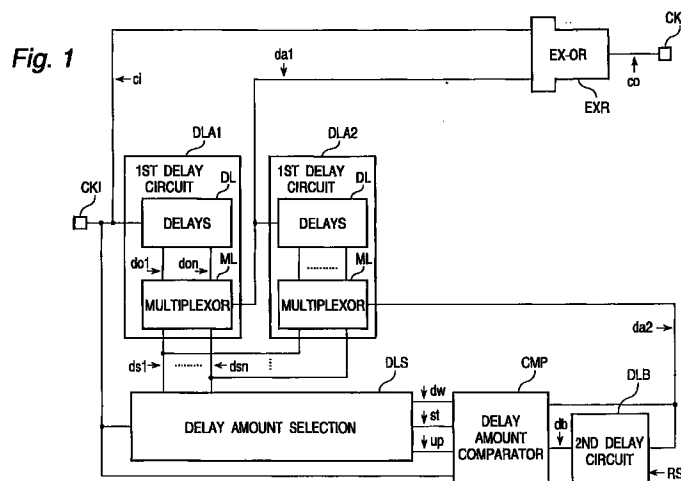 Fig. 1
CK
da1
EX-OR
ci
co
EXR
DLA1
DLA2
1ST DELAY
CIRCUIT
DL
1ST DELAY
CIRCUIT
DL
CKI
DELAYS
DELAYS
do1
don
ML
ML
MULTIPLEXOR
MULTIPLEXOR
da2
ds1
dsn
DLS
CMP
DLB
dw
st
up
DELAY AMOUNT SELECTION
DELAY
AMOUNT
COMPARATOR
db
2ND DELAY
CIRCUIT
RS